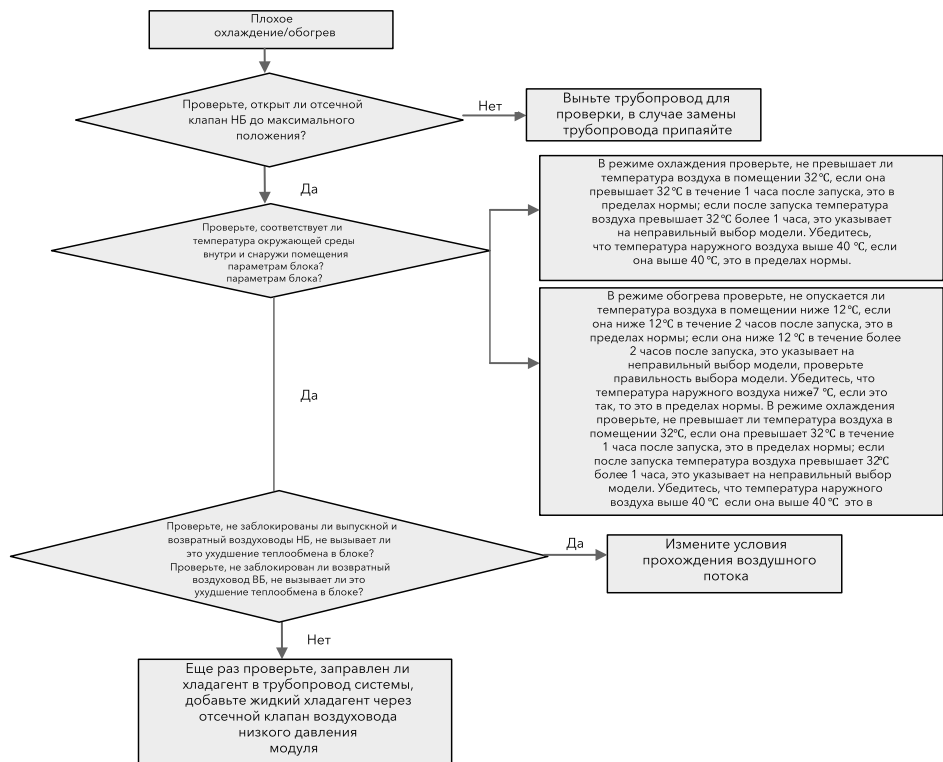 Плохое
охлаждение/обогрев
Проверьте, открыт ли отсечной
клапан НБ до максимального
положения?
Нет
Выньте трубопровод для
проверки, в случае замены
трубопровода припаяйте
Да
Проверьте, соответствует ли
температура окружающей среды
внутри и снаружи помещения
параметрам блока?
параметрам блока?
В режиме охлаждения проверьте, не превышает ли
температура воздуха в помещении 32℃, если она
превышает 32℃ в течение 1 часа после запуска, это в
пределах нормы; если после запуска температура
воздуха превышает 32℃ более 1 часа, это указывает
на неправильный выбор модели. Убедитесь,
что температура наружного воздуха выше 40 ℃, если
она выше 40 ℃, это в пределах нормы.
В режиме обогрева проверьте, не опускается ли
температура воздуха в помещении ниже 12℃, если
она ниже 12℃ в течение 2 часов после запуска, это в
пределах нормы; если она ниже 12 ℃ в течение более
2 часов после запуска, это указывает на
неправильный выбор модели, проверьте
правильность выбора модели. Убедитесь, что
температура наружного воздуха ниже7 ℃, если это
так, то это в пределах нормы. В режиме охлаждения
проверьте, не превышает ли температура воздуха в
помещении 32℃, если она превышает 32℃ в течение
1 часа после запуска, это в пределах нормы; если
после запуска температура воздуха превышает 32℃
более 1 часа, это указывает на неправильный выбор
модели. Убедитесь, что температура наружного
воздуха выше 40 ℃ если она выше 40 ℃ это в
Да
Проверьте, не заблокированы ли выпускной и
возвратный воздуховоды НБ, не вызывает ли
это ухудшение теплообмена в блоке?
Проверьте, не заблокирован ли возвратный
воздуховод ВБ, не вызывает ли это
ухудшение теплообмена в блоке?
Да
Измените условия
прохождения воздушного
потока
Нет
Еще раз проверьте, заправлен ли
хладагент в трубопровод системы,
добавьте жидкий хладагент через
отсечной клапан воздуховода
низкого давления
модуля